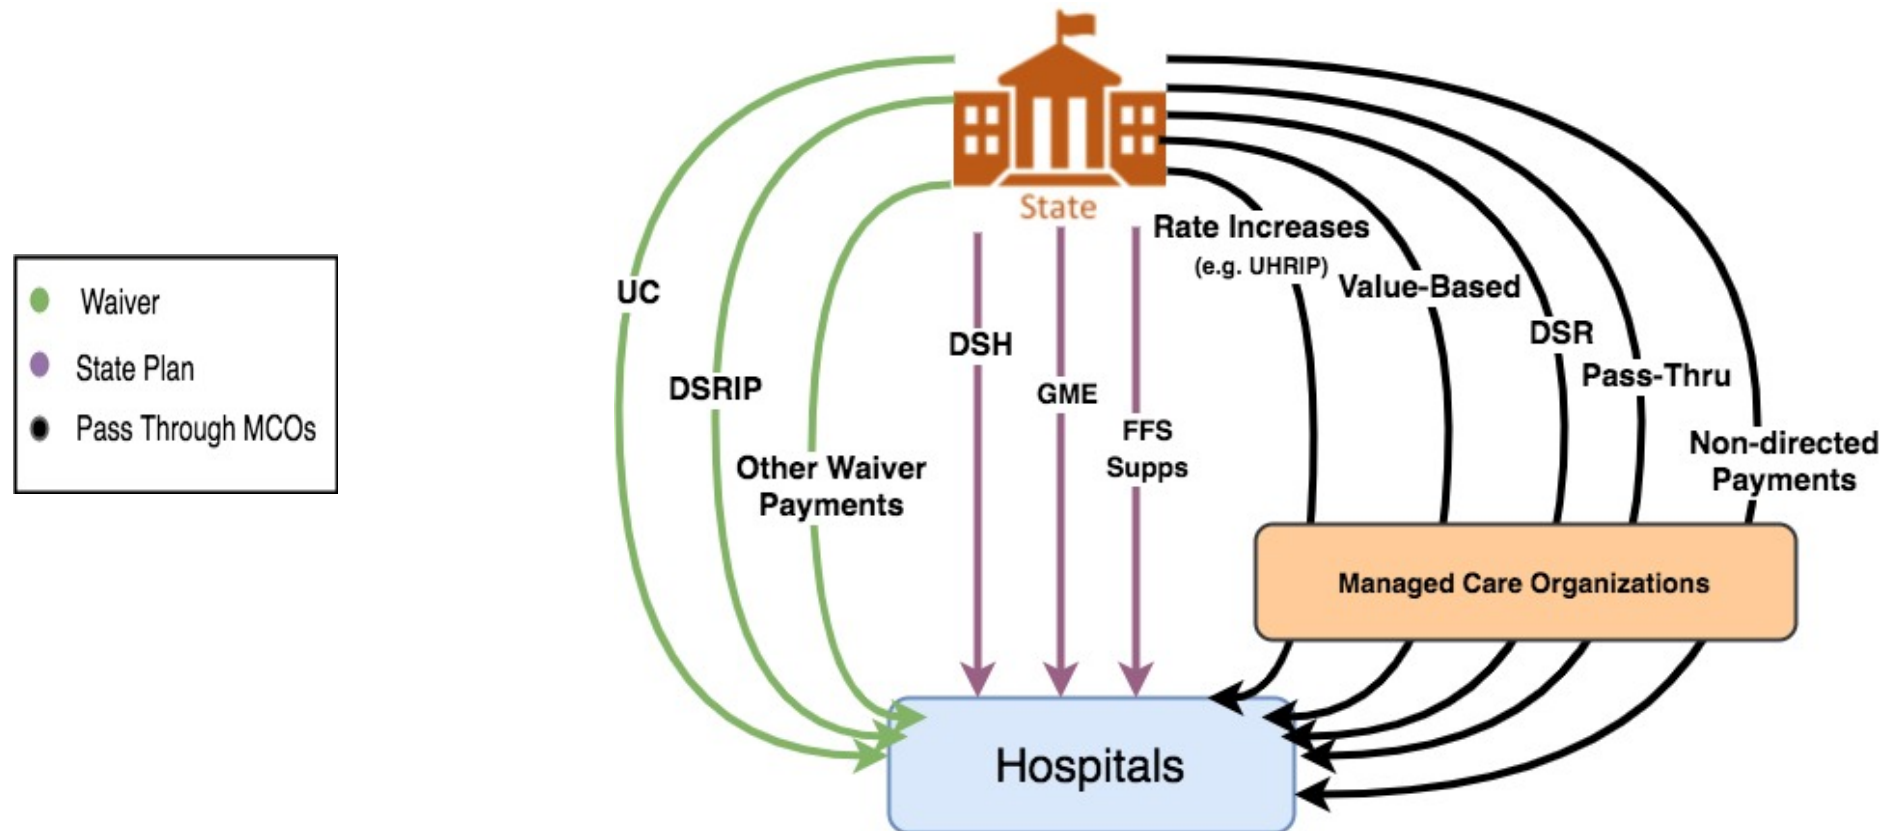 State
Waiver
State Plan
Pass Through MCOs
UC
DSRIP
Other Waiver
Payments
DSH
GME
FFS
Supps
Rate Increases
(e.g. UHRIP)
Value-Based
DSR
Pass-Thru
Non-directed
Payments
Managed Care Organizations
Hospitals